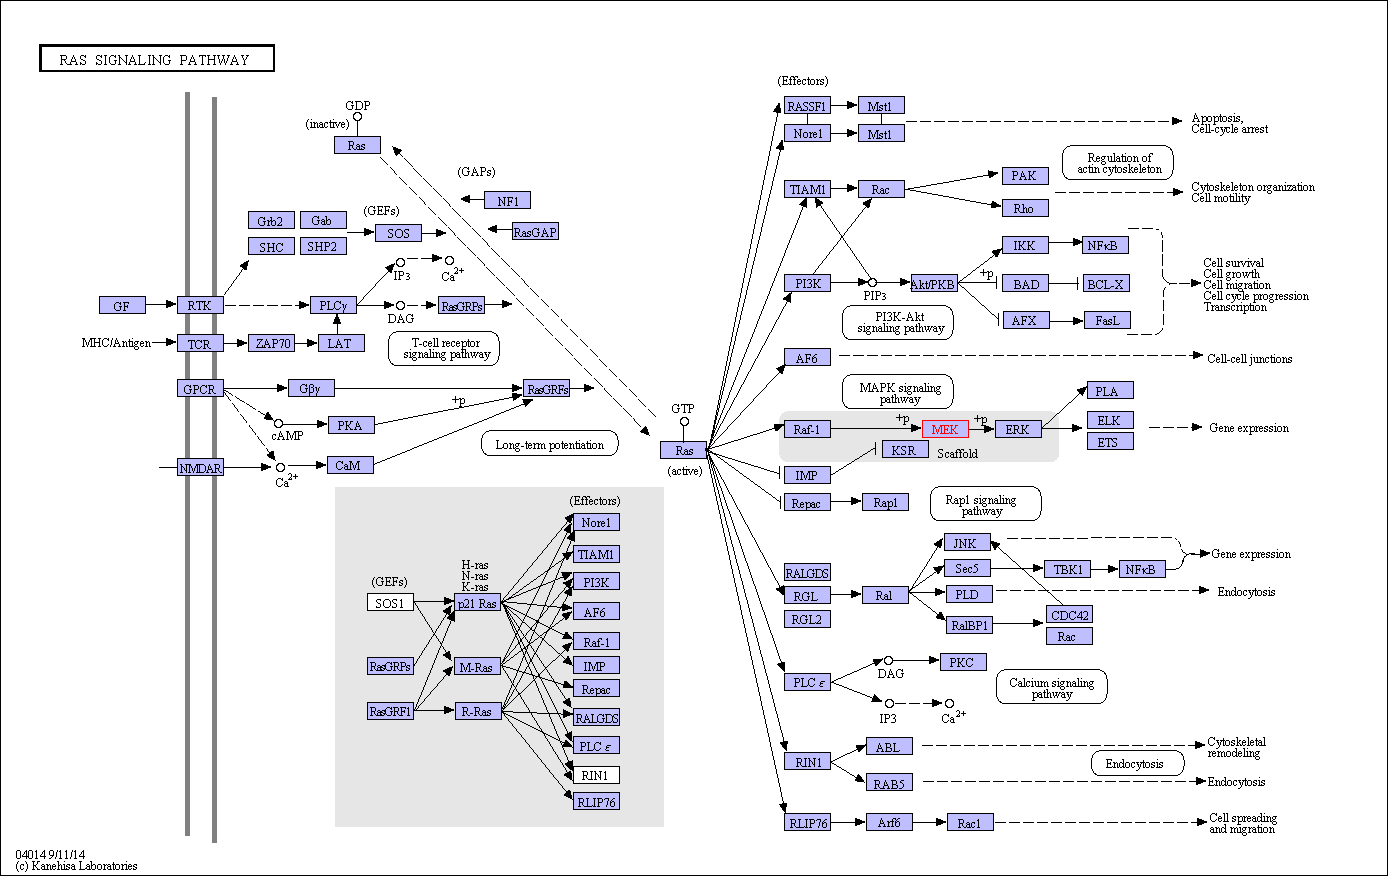 RAS SIGNALING PATHWAY
GDP
(inactive)
Ras
(GAPs)
NF1
RasGAP
Grb2
Gab
(GEFs)
SHC
SHP2
SOS
IP3
Ca2+
GF
RTK
PLCγ
DAG
RasGRPs
MHC/Antigen
TCR
ZAP70
LAT
T-cell receptor
signaling pathway
GPCR
Gβγ
RasGRFs
+p
cAMP
PKA
Long-term potentiation
NMDAR
Ca2+
CaM
GTP
Ras
(active)
(Effectors)
RASSF1
Mst1
Nore1
Mst1
Apoptosis,
Cell-cycle arrest
Regulation of
actin cytoskeleton
TIAM1
Rac
PAK
Rho
Cytoskeleton organization
Cell motility
PI3K
PIP3
Akt/PKB
+p
IKK
NFκB
BAD
BCL-X
AFX
FasL
Cell survival
Cell growth
Cell migration
Cell cycle progression
Transcription
PI3K-Akt
signaling pathway
AF6
Cell-cell junctions
MAPK signaling
pathway
Raf-1
+p
MEK
+p
ERK
KSR
Scaffold
PLA
ELK
ETS
Gene expression
IMP
Repac
Rap1
Rap1 signaling
pathway
RALGDS
RGL
RGL2
Ral
JNK
Sec5
TBK1
NFκB
PLD
RalBP1
CDC42
Rac
Gene expression
Endocytosis
PLC ε
DAG
PKC
IP3
Ca2+
Calcium signaling
pathway
RIN1
ABL
RAB5
Cytoskeletal
remodeling
Endocytosis
Endocytosis
RLIP76
Arf6
Rac1
Cell spreading
and migration
(Effectors)
Nore1
TIAM1
PI3K
AF6
Raf-1
IMP
Repac
RALGDS
PLC ε
RIN1
RLIP76
(GEFs)
SOS1
RasGRPs
RasGRF1
H-ras
N-ras
K-ras
p21 Ras
M-Ras
R-Ras
04014 9/11/14
(c) Kanehisa Laboratories